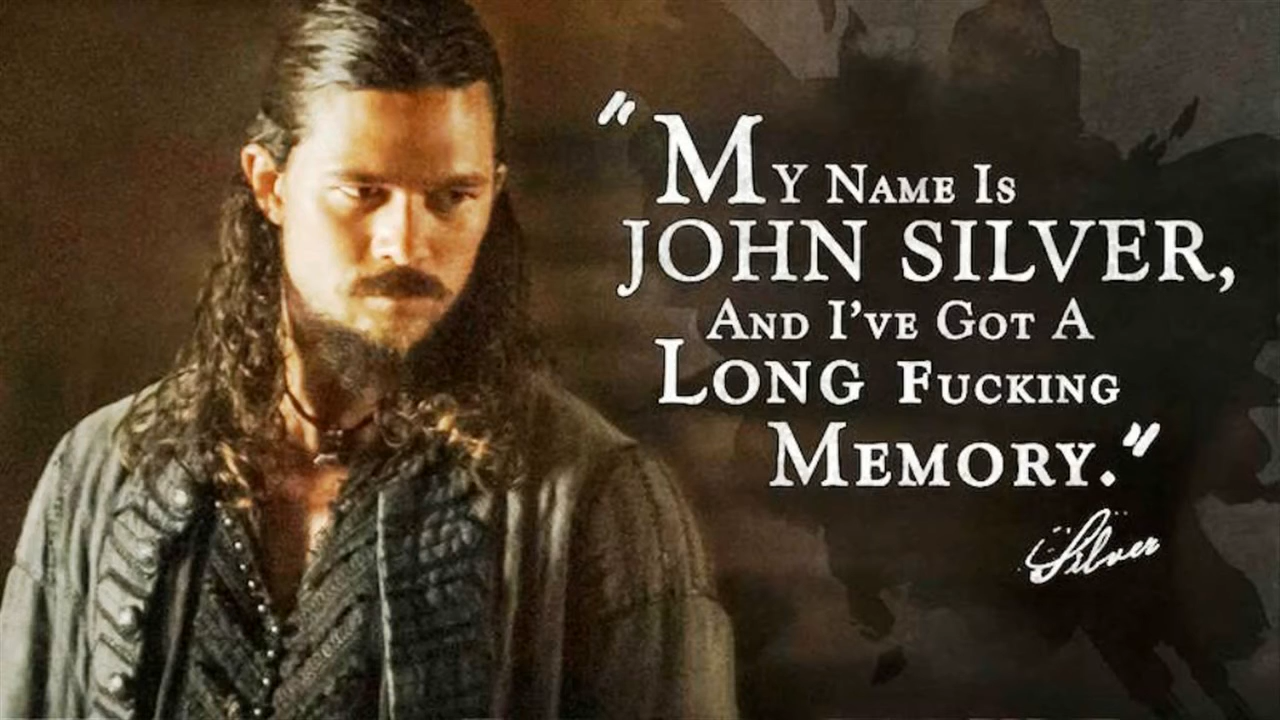 "My Name Is
JOHN SILVER,
And I've Got A
Long Fucking
Memory."
Silver